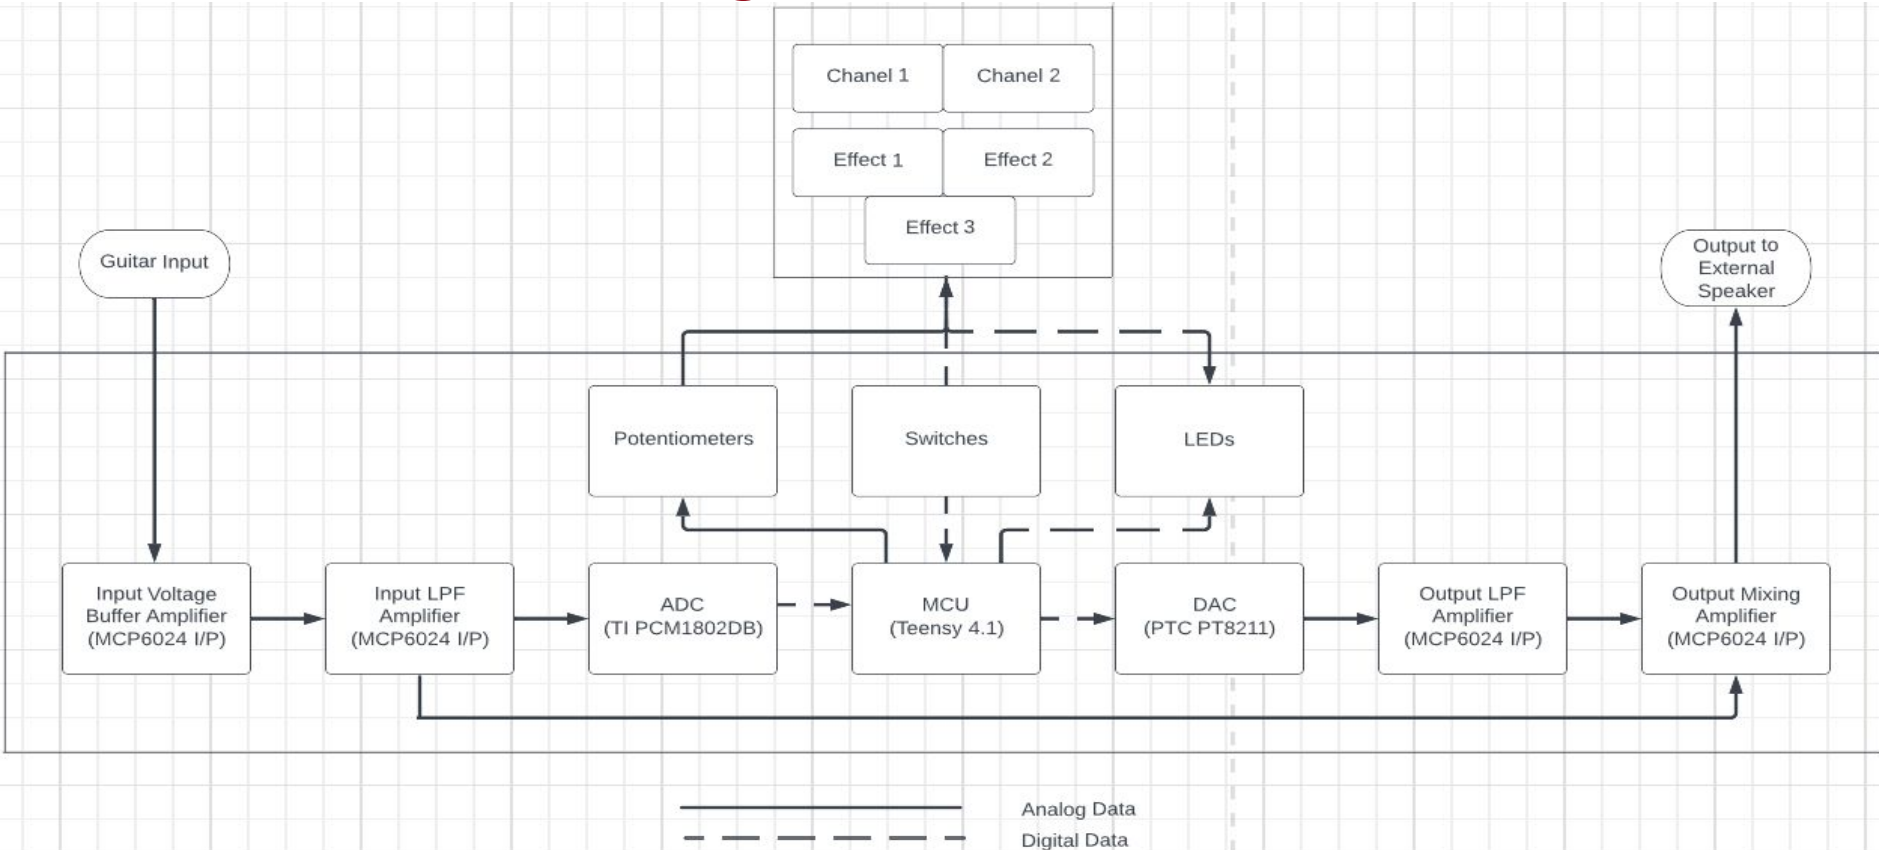 Chanel 1
Chanel 2
Effect 1
Effect 2
Effect 3
Guitar Input
Output to
External
Speaker
Potentiometers
Switches
LEDs
Input Voltage
Buffer Amplifier
(MCP6024 I/P)
Input LPF
Amplifier
(MCP6024 I/P)
ADC
(TI PCM1802DB)
MCU
(Teensy 4.1)
DAC
(PTC PT8211)
Output LPF
Amplifier
(MCP6024 I/P)
Output Mixing
Amplifier
(MCP6024 I/P)
Analog Data
Digital Data